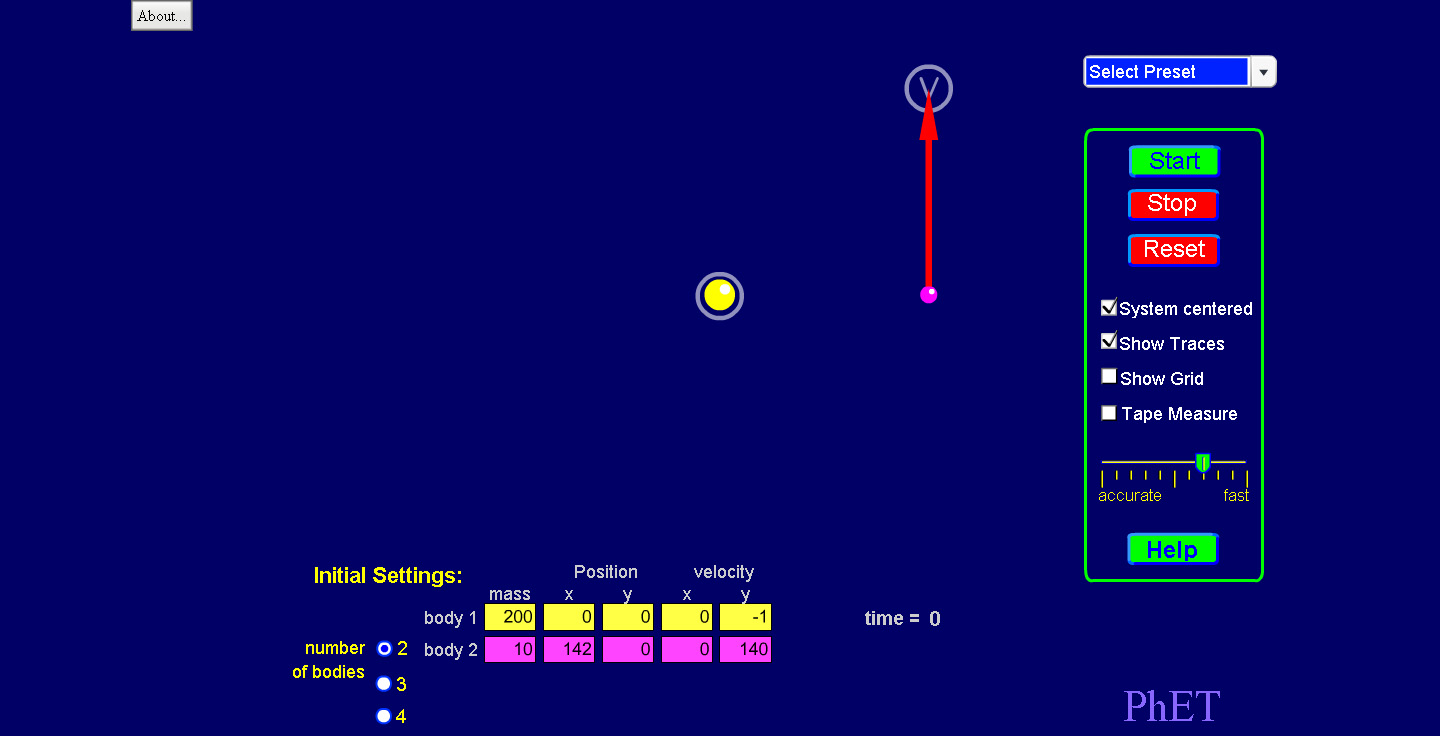 About...
V
Select Preset
Start
Stop
Reset
System centered
Show Traces
Show Grid
Tape Measure
accurate fast
Help
Initial Settings:
Position velocity
mass x y x y
body 1 200 0 0 0 -1
body 2 10 142 0 0 140
number
of bodies
2
3
4
time = 0
PhET